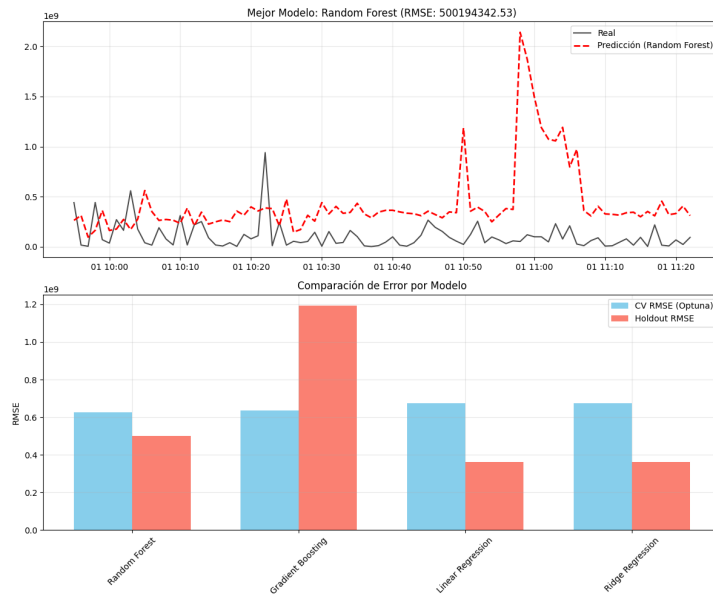 Mejor Modelo: Random Forest (RMSE: 500194342.53)
1e9
Real
Predicción (Random Forest)
2.0
1.5
1.0
0.5
0.0
01 10:00
01 10:10
01 10:20
01 10:30
01 10:40
01 10:50
01 11:00
01 11:10
01 11:20
Comparación de Error por Modelo
1e9
CV RMSE (Optuna)
Holdout RMSE
RMSE
1.2
1.0
0.8
0.6
0.4
0.2
0.0
Random Forest
Gradient Boosting
Linear Regression
Ridge Regression